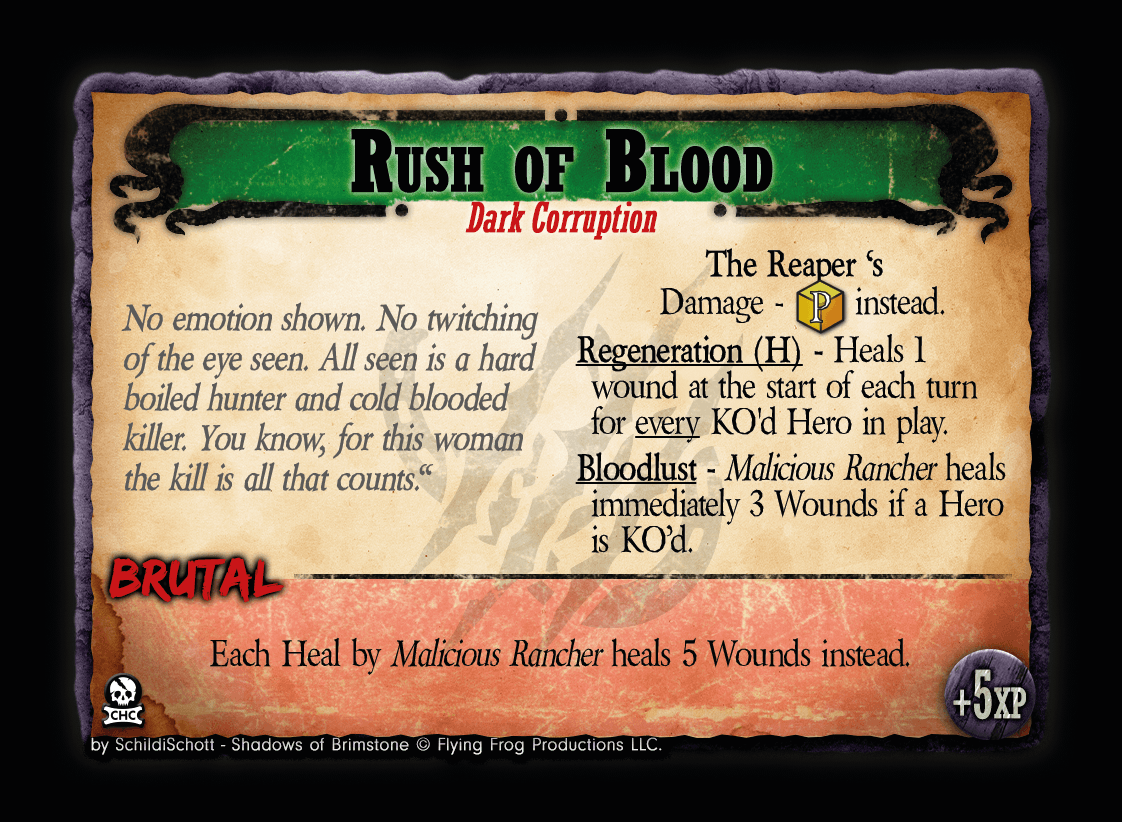 Rush of Blood
Dark Corruption
No emotion shown. No twitching
of the eye seen. All seen is a hard
boiled hunter and cold blooded
killer. You know, for this woman
the kill is all that counts.“
The Reaper ‘s
Damage - P instead.
Regeneration (H) - Heals 1
wound at the start of each turn
for every KO'd Hero in play.
Bloodlust - Malicious Rancher heals
immediately 3 Wounds if a Hero
is KO’d.
BRUTAL
Each Heal by Malicious Rancher heals 5 Wounds instead.
CHC
+5XP
by SchildiSchott - Shadows of Brimstone © Flying Frog Productions LLC.